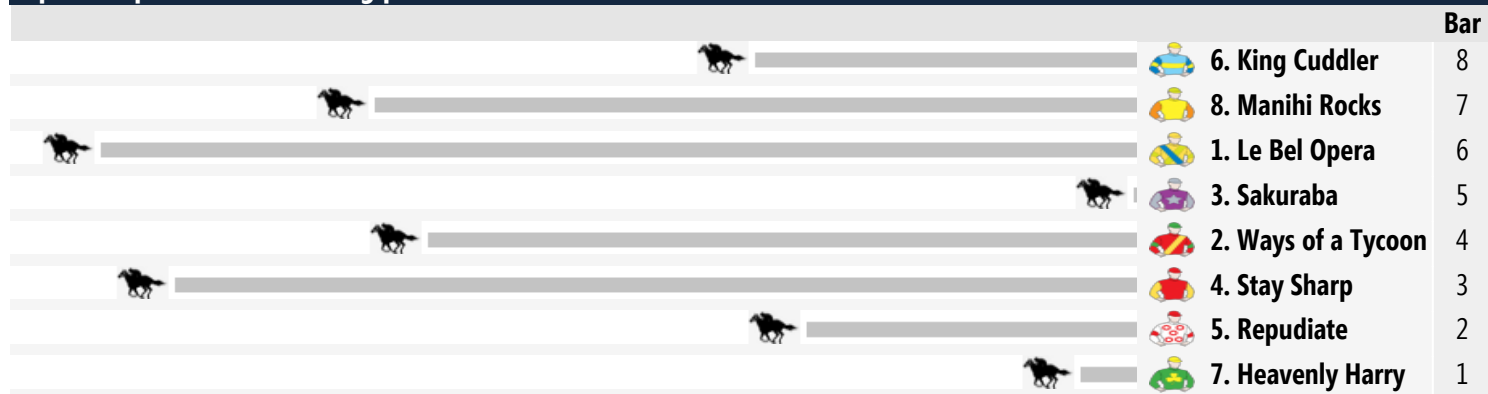 Bar
6. King Cuddler 8
8. Manihi Rocks 7
1. Le Bel Opera 6
3. Sakuraba 5
2. Ways of a Tycoon 4
4. Stay Sharp 3
5. Repudiate 2
7. Heavenly Harry 1